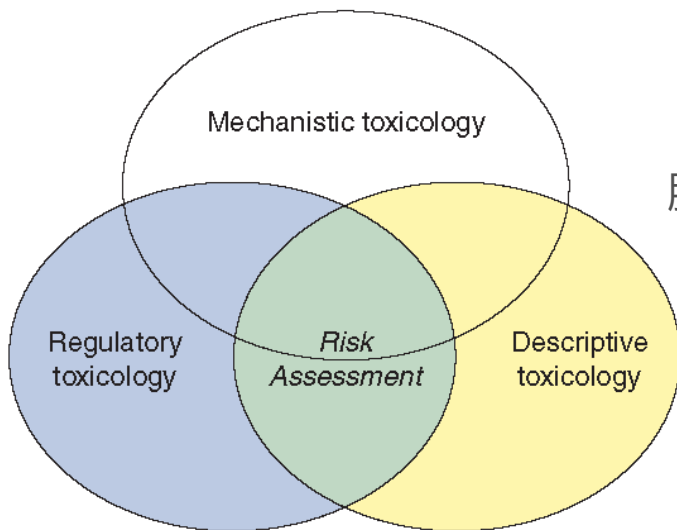 Mechanistic toxicology
Regulatory
toxicology
Risk
Assessment
Descriptive
toxicology